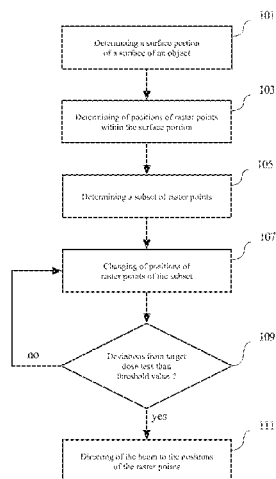 101
Determining a surface portion
of a surface of an object
103
Determining of positions of raster points
within the surface portion
105
Determining a subset of raster points
107
Changing of positions of
raster points of the subset
109
Deviations from target
dose less than
threshold value ?
no
yes
111
Directing of the beam to the positions
of the raster points